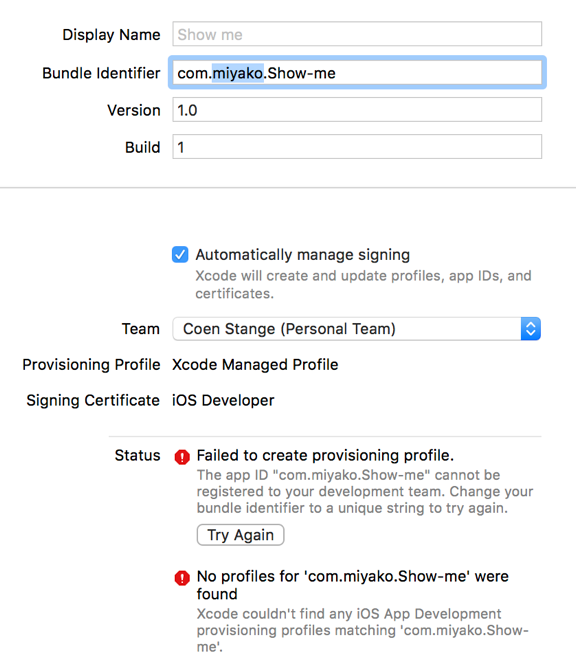 Display Name Show me
Bundle Identifier com.miyako.Show-me
Version 1.0
Build 1
Automatically manage signing
Xcode will create and update profiles, app IDs, and
certificates.
Team Coen Stange (Personal Team)
Provisioning Profile Xcode Managed Profile
Signing Certificate iOS Developer
Status Failed to create provisioning profile.
The app ID "com.miyako.Show-me" cannot be
registered to your development team. Change your
bundle identifier to a unique string to try again.
Try Again
No profiles for 'com.miyako.Show-me' were
found
Xcode couldn't find any iOS App Development
provisioning profiles matching 'com.miyako.Show-
me'.